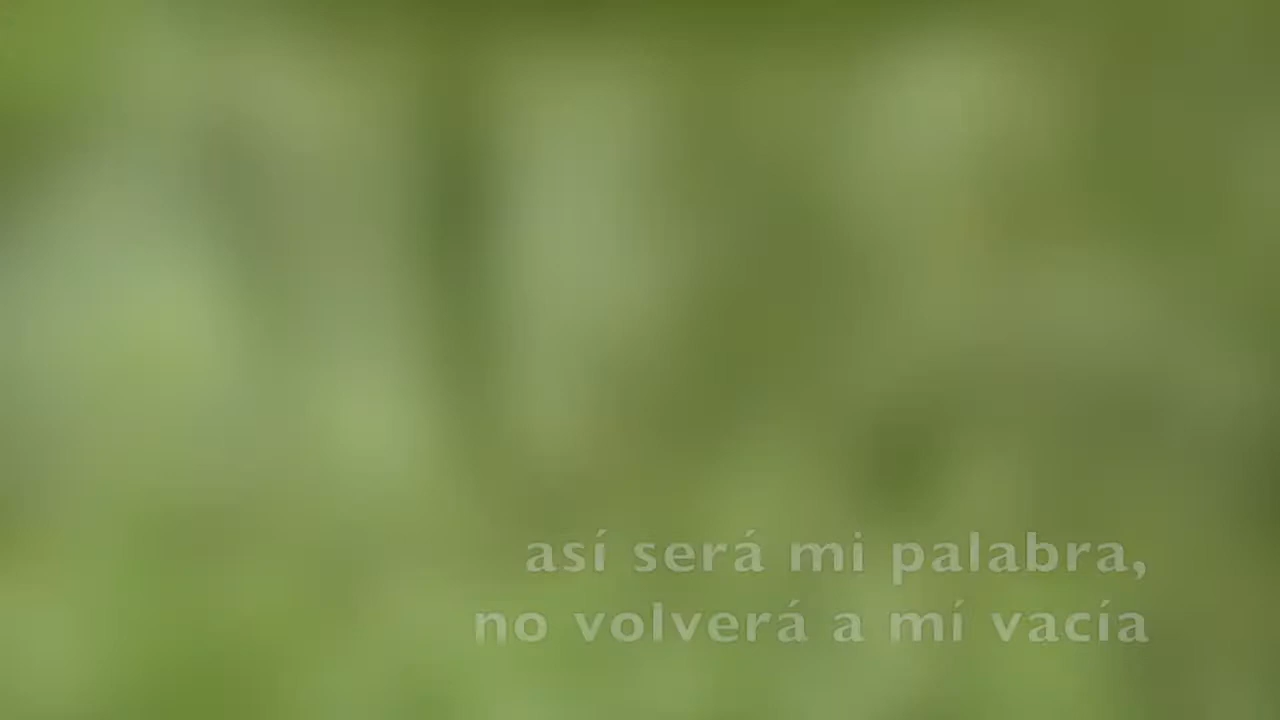 así será mi palabra,
no volverá a mí vacía